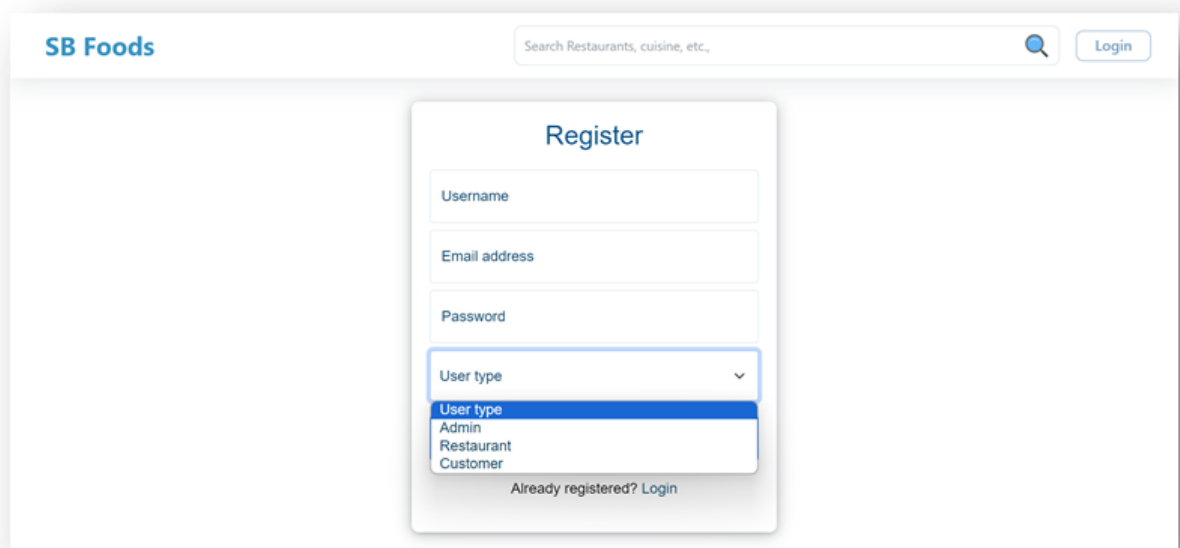 SB Foods
Search Restaurants, cuisine, etc.,
Login
Register
Username
Email address
Password
User type
User type
Admin
Restaurant
Customer
Already registered? Login